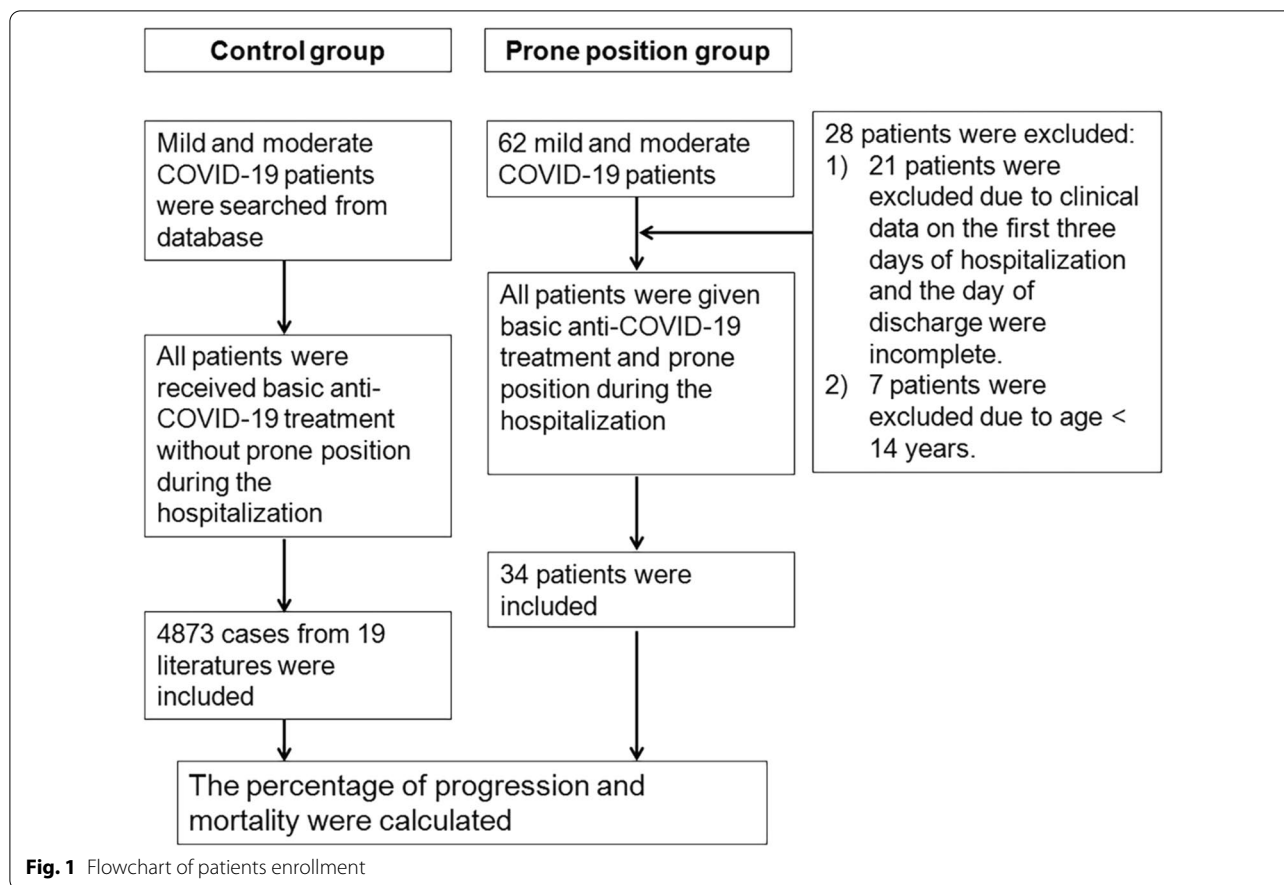 Control group
Mild and moderate
COVID-19 patients
were searched from
database
All patients were
received basic anti-
COVID-19 treatment
without prone position
during the
hospitalization
4873 cases from 19
literatures were
included
Prone position group
62 mild and moderate
COVID-19 patients
28 patients were excluded:
1) 21 patients were
excluded due to clinical
data on the first three
days of hospitalization
and the day of
discharge were
incomplete.
2) 7 patients were
excluded due to age <
14 years.
All patients were given
basic anti-COVID-19
treatment and prone
position during the
hospitalization
34 patients were
included
The percentage of progression and
mortality were calculated
Fig. 1 Flowchart of patients enrollment